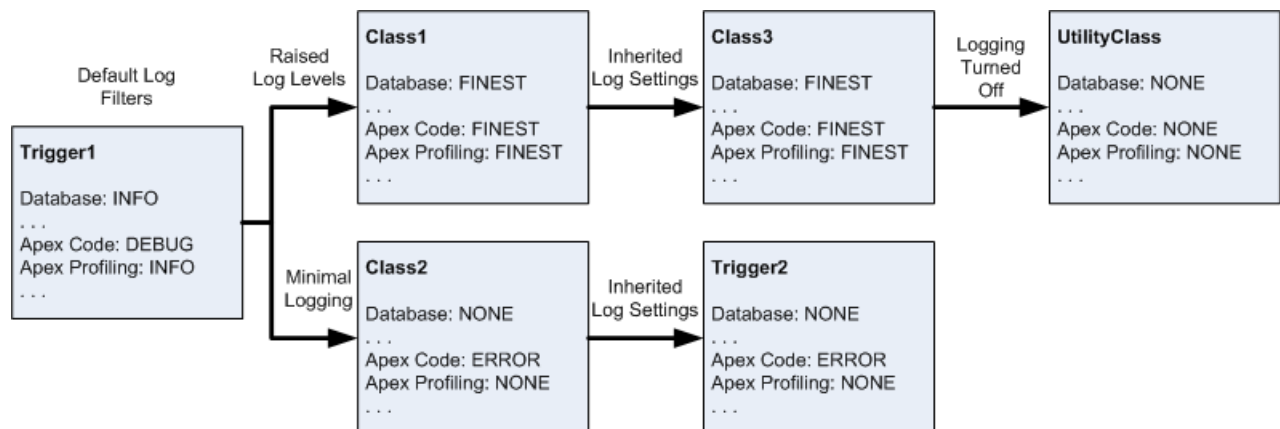 Default Log
Filters
Trigger1
Database: INFO
. . .
Apex Code: DEBUG
Apex Profiling: INFO
. . .
Raised
Log Levels
Class1
Database: FINEST
. . .
Apex Code: FINEST
Apex Profiling: FINEST
. . .
Inherited
Log Settings
Class3
Database: FINEST
. . .
Apex Code: FINEST
Apex Profiling: FINEST
. . .
Logging
Turned
Off
UtilityClass
Database: NONE
. . .
Apex Code: NONE
Apex Profiling: NONE
. . .
Minimal
Logging
Class2
Database: NONE
. . .
Apex Code: ERROR
Apex Profiling: NONE
. . .
Inherited
Log Settings
Trigger2
Database: NONE
. . .
Apex Code: ERROR
Apex Profiling: NONE
. . .